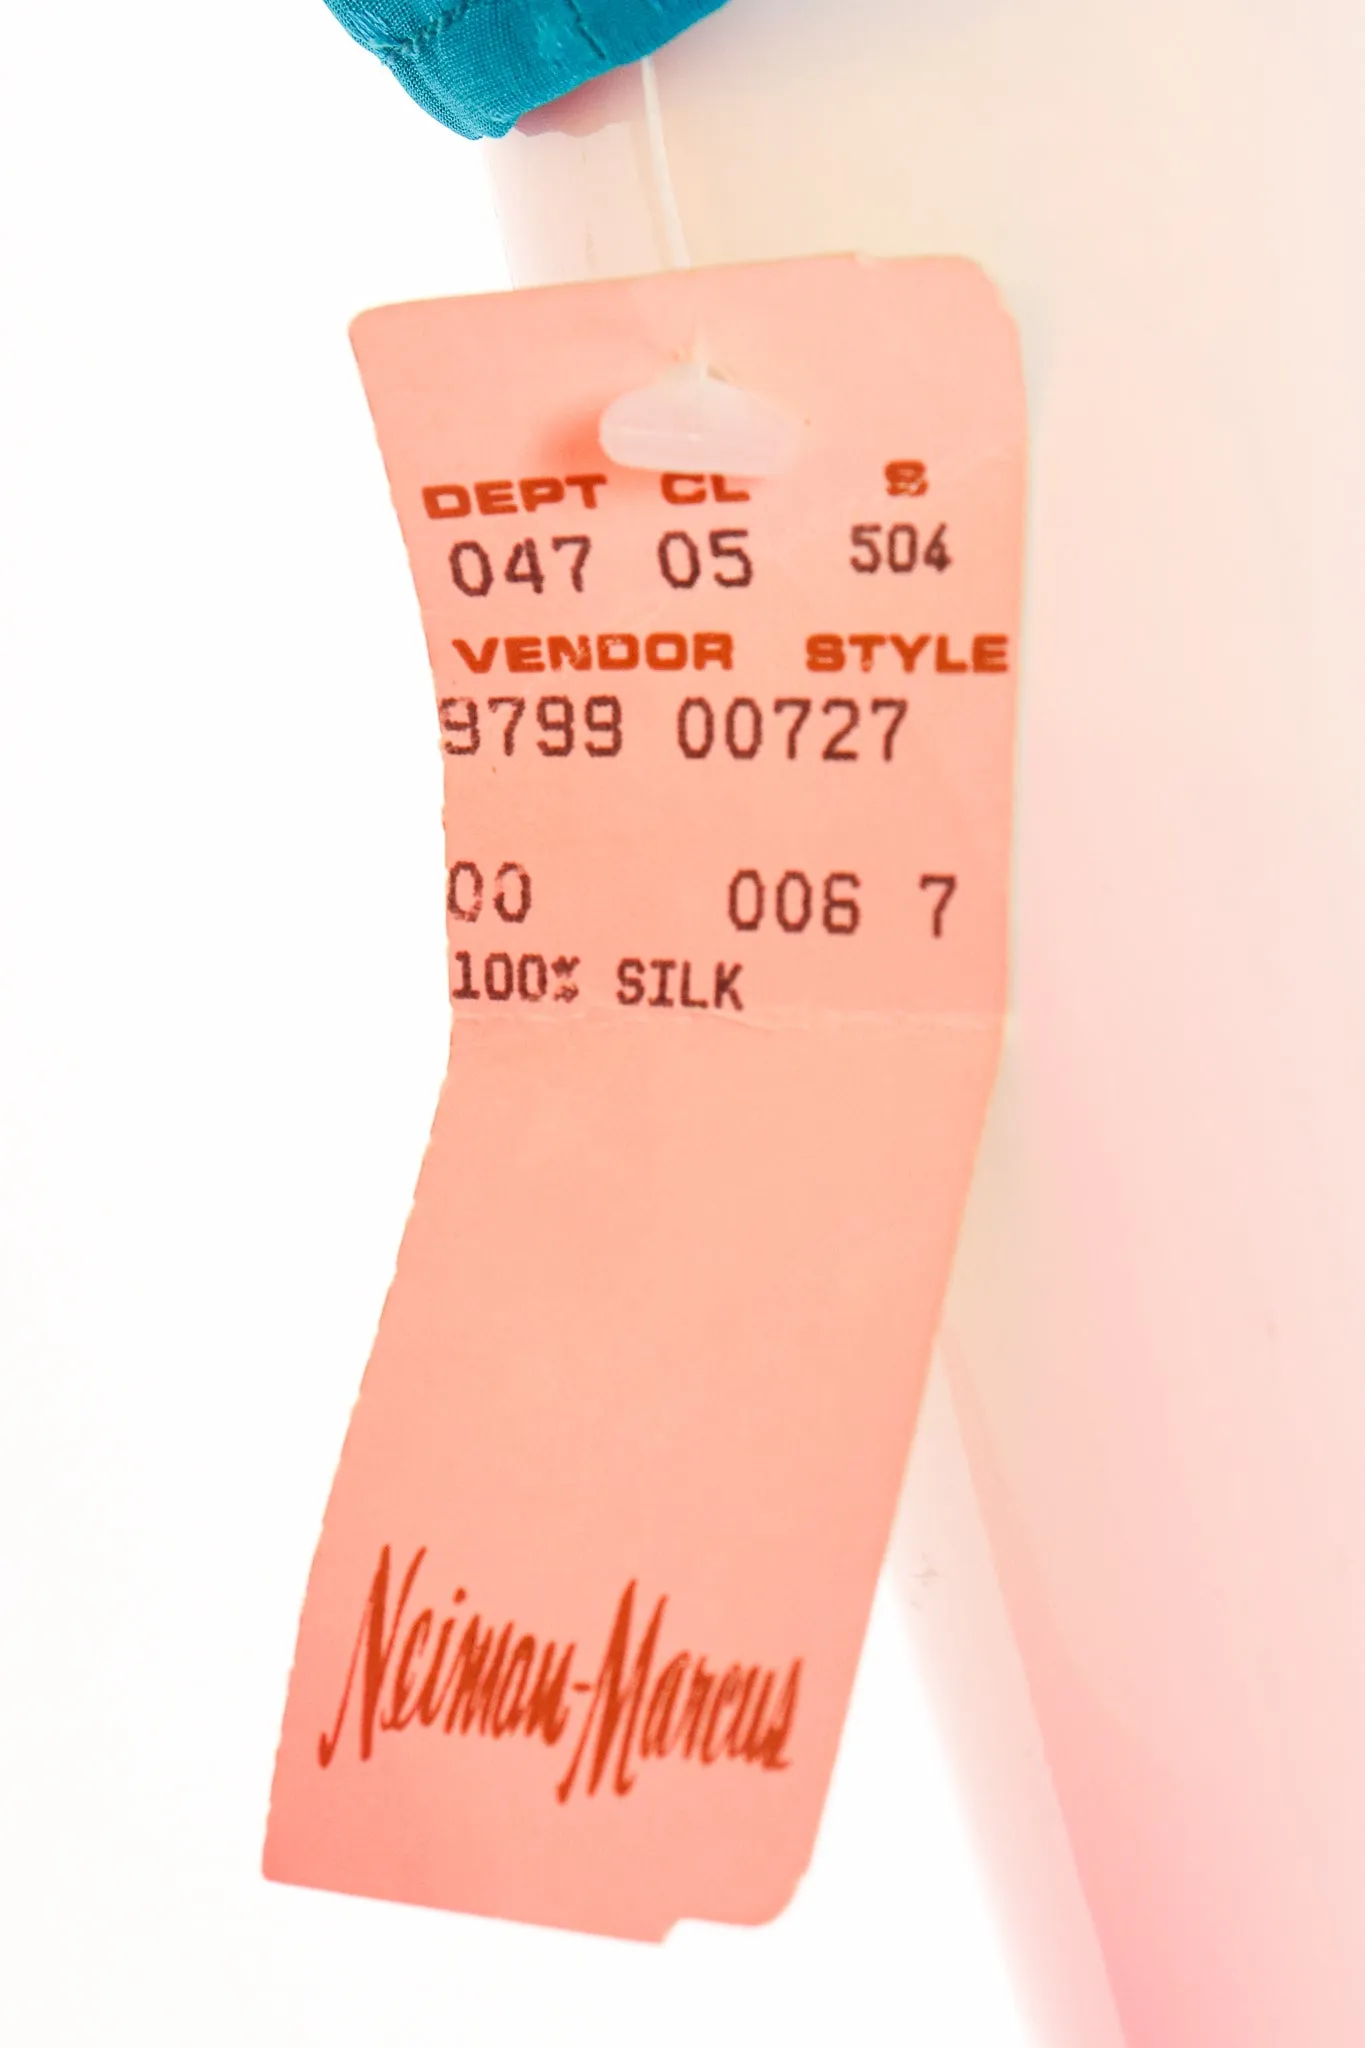 DEPT CL S
047 05 504
VENDOR STYLE
9799 00727
00 006 7
100% SILK
Neiman-Marcus